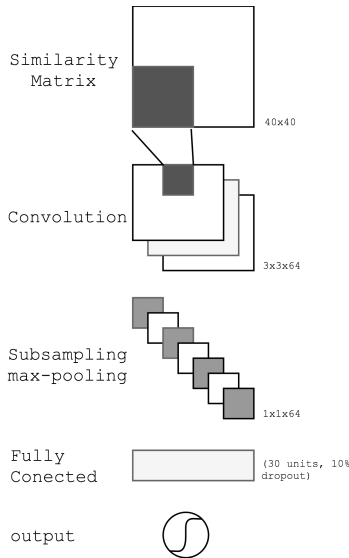 Similarity
Matrix
40x40
Convolution
3x3x64
Subsampling
max-pooling
1x1x64
Fully
Conected
(30 units, 10%
dropout)
output